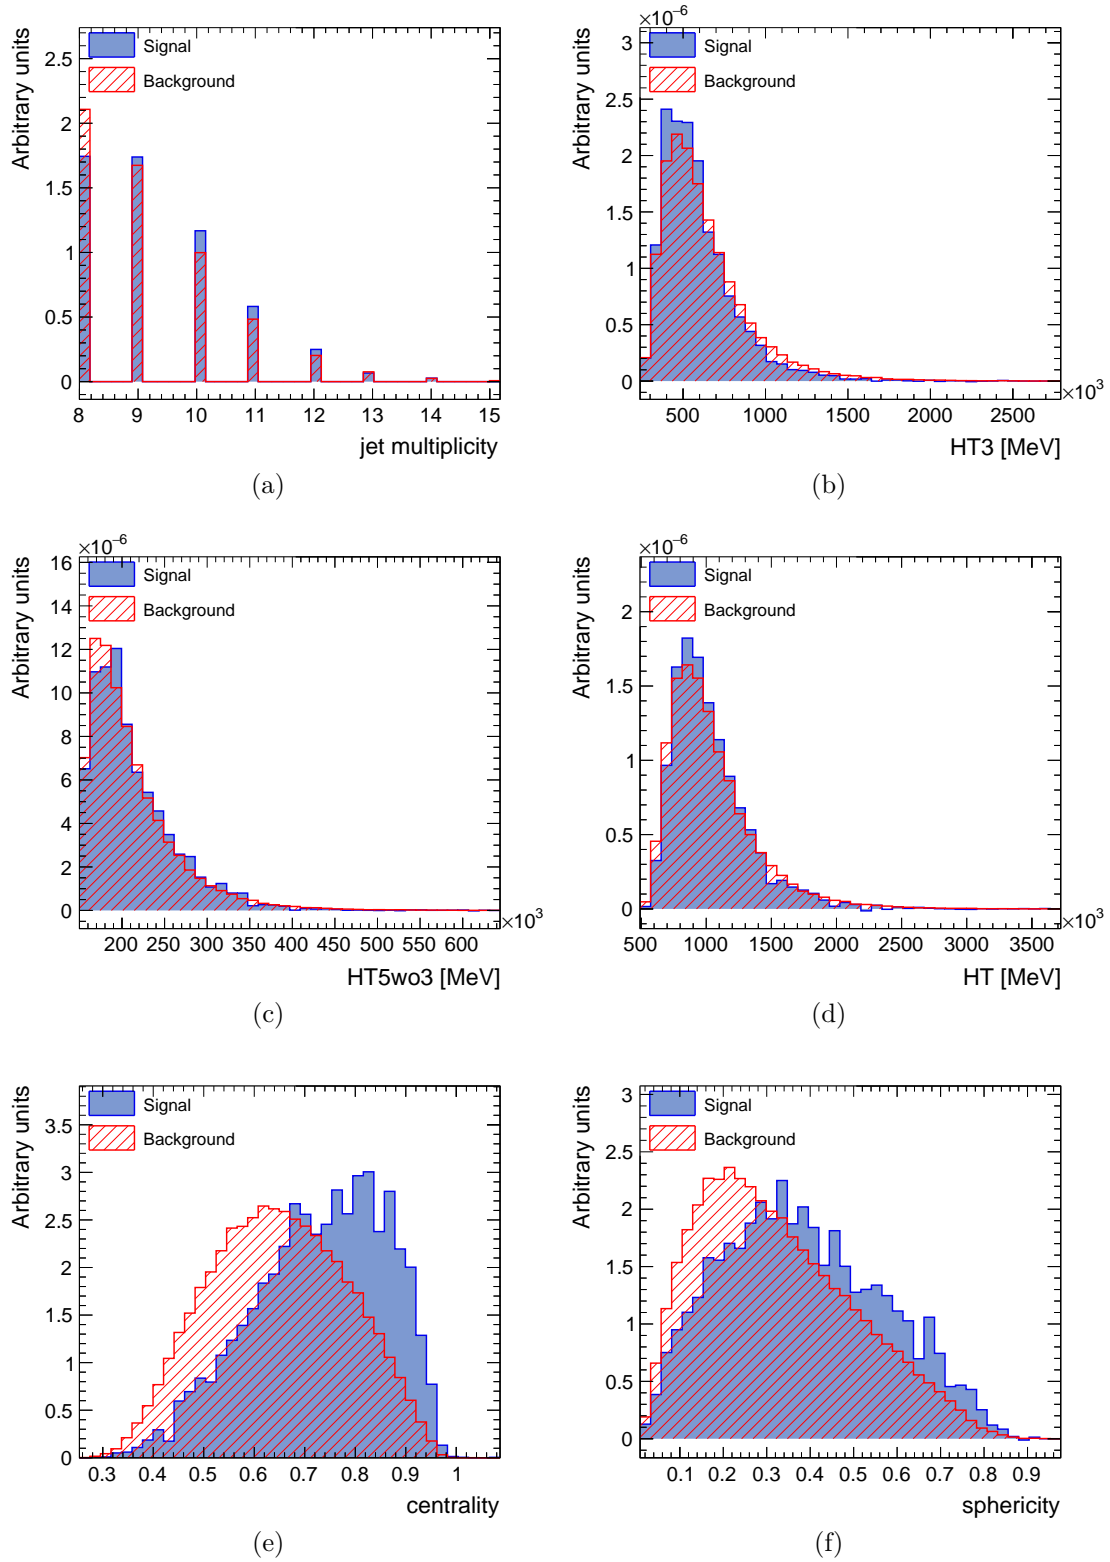 Arbitrary units
Signal
Background
2.5
2
1.5
1
0.5
0
8 9 10 11 12 13 14 15
jet multiplicity
(a)
×10⁻⁶
Arbitrary units
Signal
Background
3
2.5
2
1.5
1
0.5
0
500 1000 1500 2000 2500 ×10³
HT3 [MeV]
(b)
×10⁻⁶
Arbitrary units
Signal
Background
16
14
12
10
8
6
4
2
0
200 300 400 500 600 ×10³
HT5wo3 [MeV]
(c)
×10⁻⁶
Arbitrary units
Signal
Background
2
1.5
1
0.5
0
500 1000 1500 2000 2500 3000 3500 ×10³
HT [MeV]
(d)
Arbitrary units
Signal
Background
3.5
3
2.5
2
1.5
1
0.5
0
0.3 0.4 0.5 0.6 0.7 0.8 0.9 1
centrality
(e)
Arbitrary units
Signal
Background
3
2.5
2
1.5
1
0.5
0
0.1 0.2 0.3 0.4 0.5 0.6 0.7 0.8 0.9
sphericity
(f)